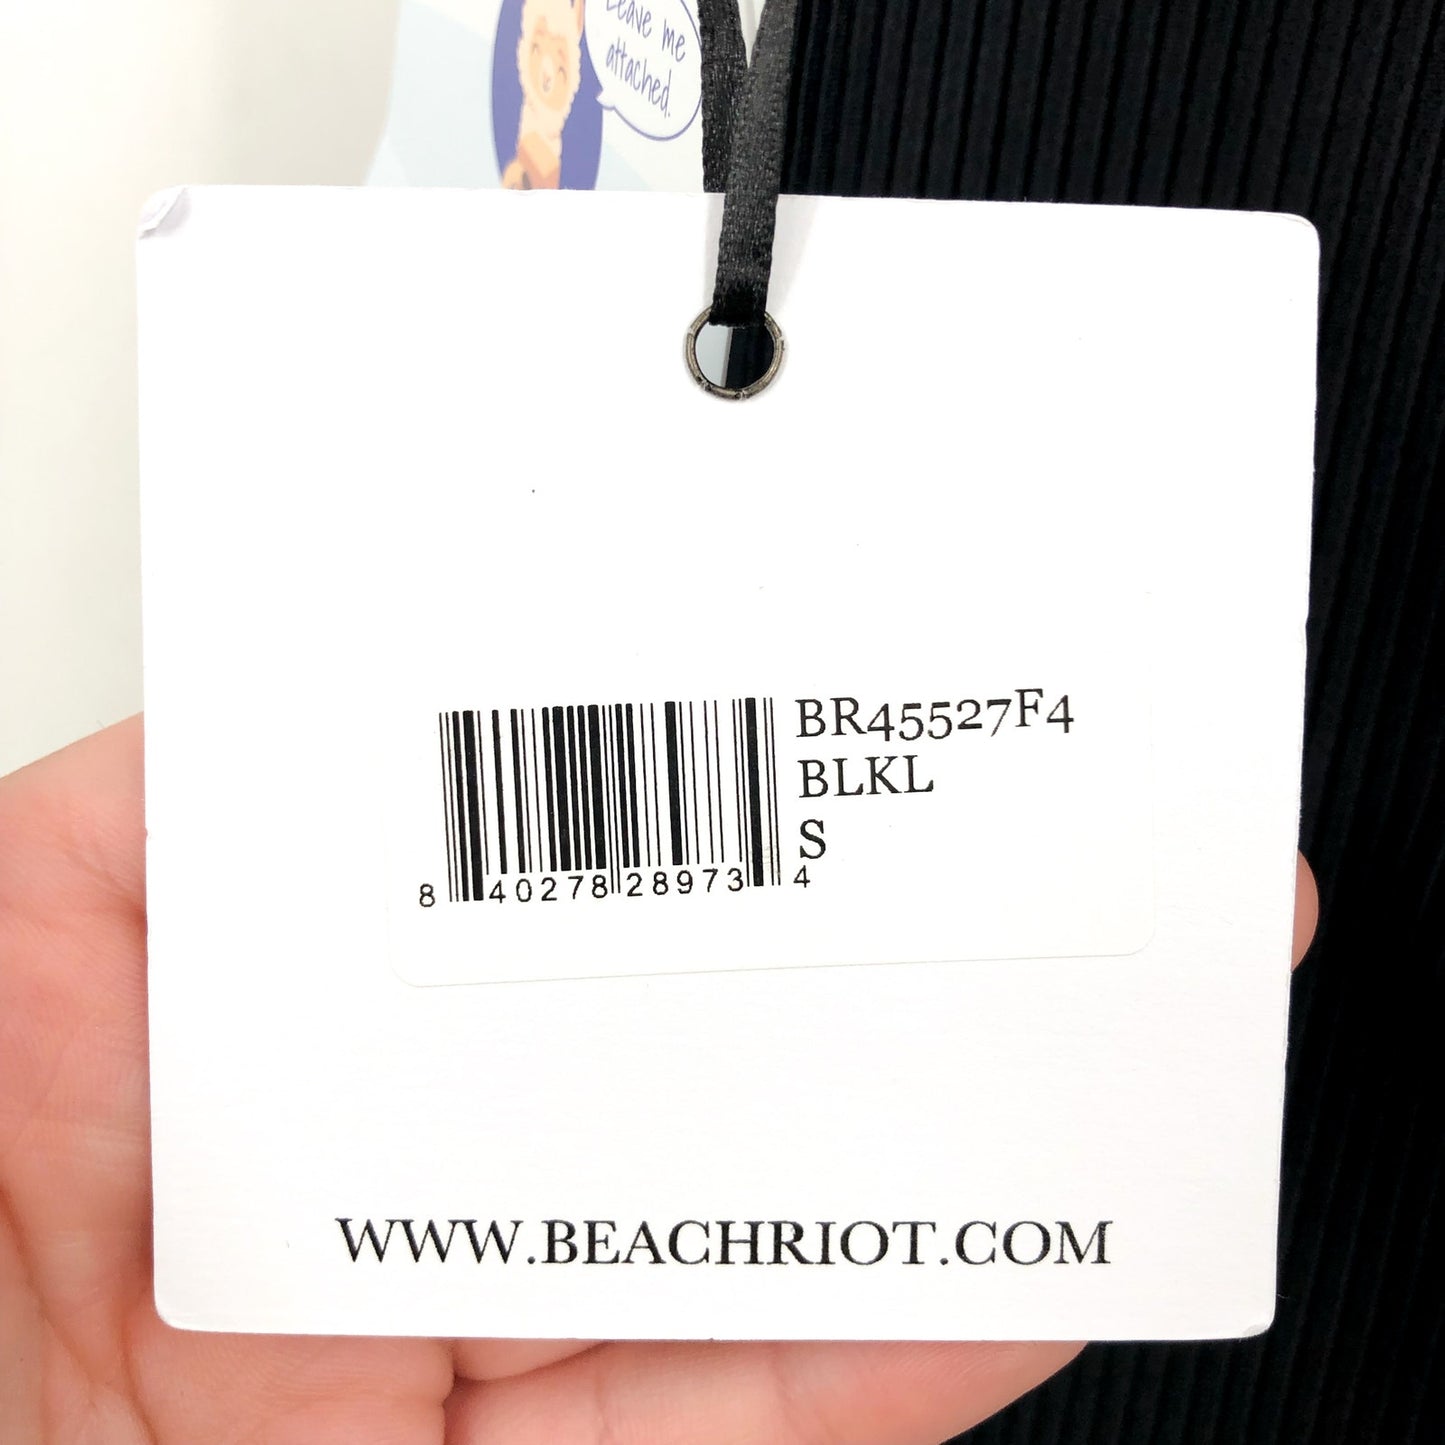 Leave me
attached.
BR45527F4
BLKL
S
8 40278 28973 4
WWW.BEACHRIOT.COM